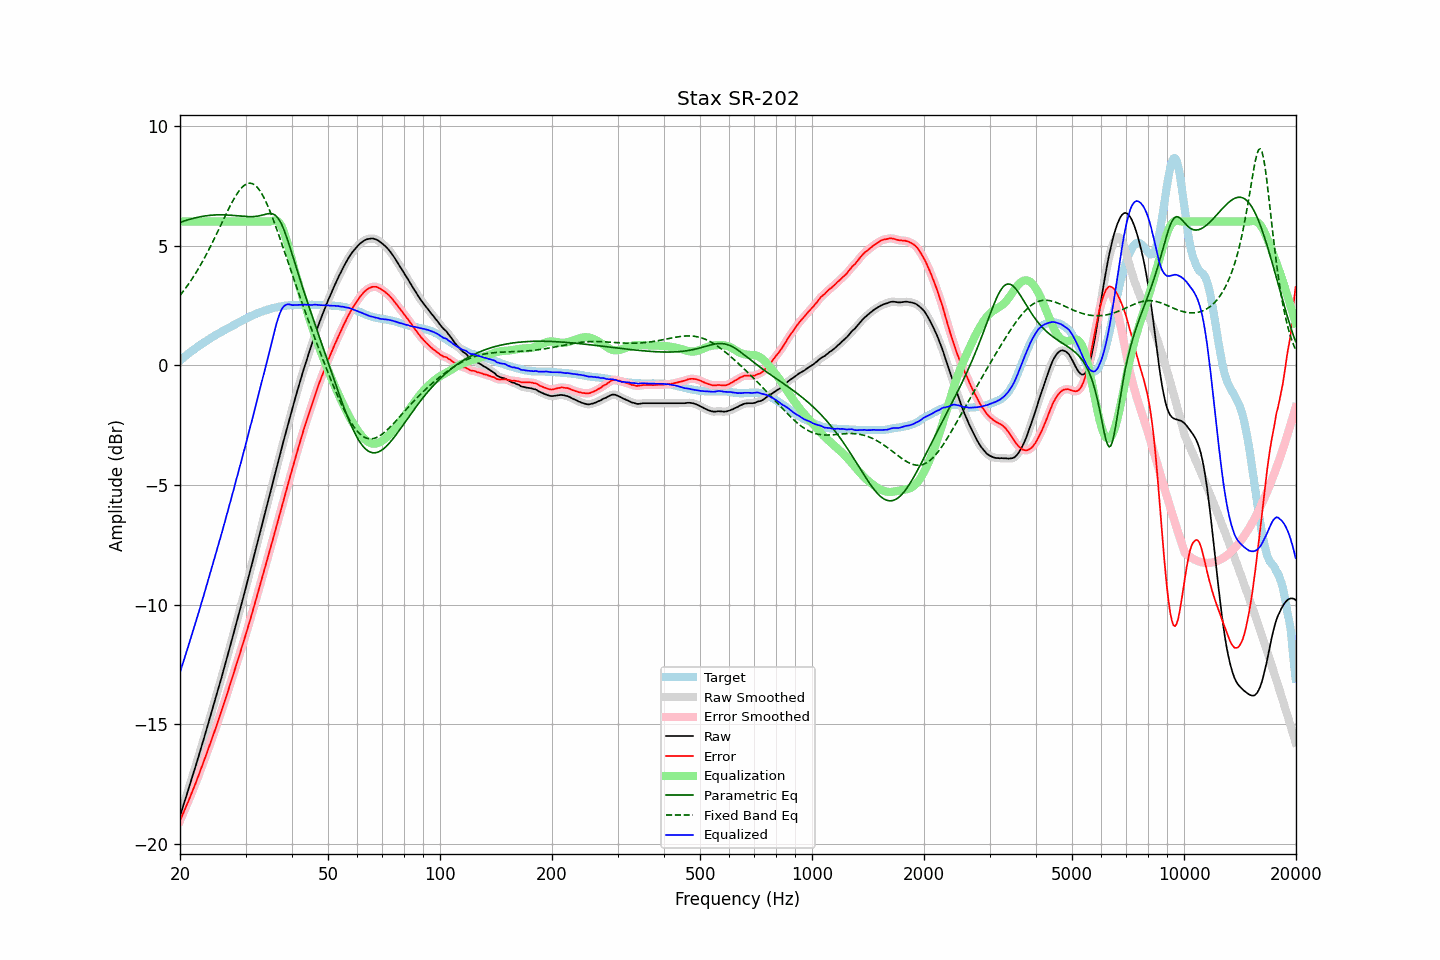 Stax SR-202
Amplitude (dBr)
10
5
0
−5
−10
−15
−20
20
50
100
200
500
1000
2000
5000
10000
20000
Frequency (Hz)
Target
Raw Smoothed
Error Smoothed
Raw
Error
Equalization
Parametric Eq
Fixed Band Eq
Equalized